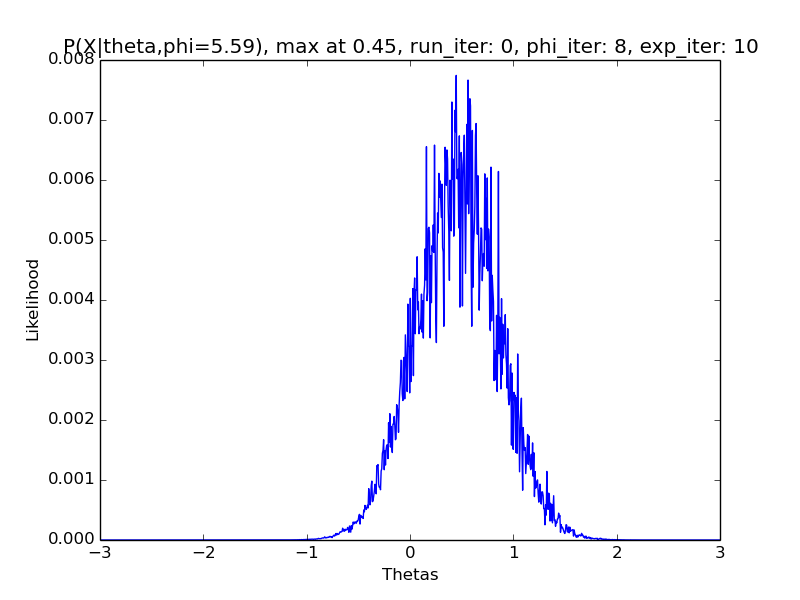 P(X|theta,phi=5.59), max at 0.45, run_iter: 0, phi_iter: 8, exp_iter: 10
0.008
0.007
0.006
0.005
0.004
0.003
0.002
0.001
0.000
Likelihood
−3 −2 −1 0 1 2 3
Thetas